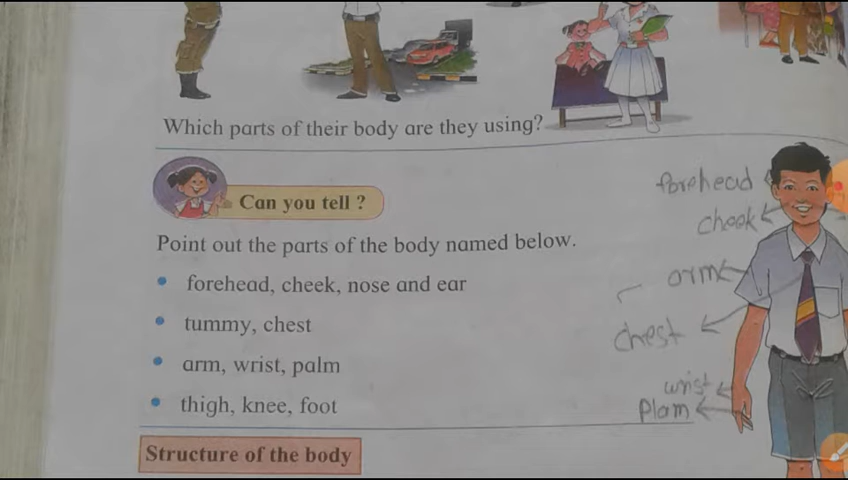 Which parts of their body are they using?
Can you tell ?
Point out the parts of the body named below.
forehead, cheek, nose and ear
tummy, chest
arm, wrist, palm
thigh, knee, foot
Structure of the body
forehead
cheek
arm
chest
wrist
Plam